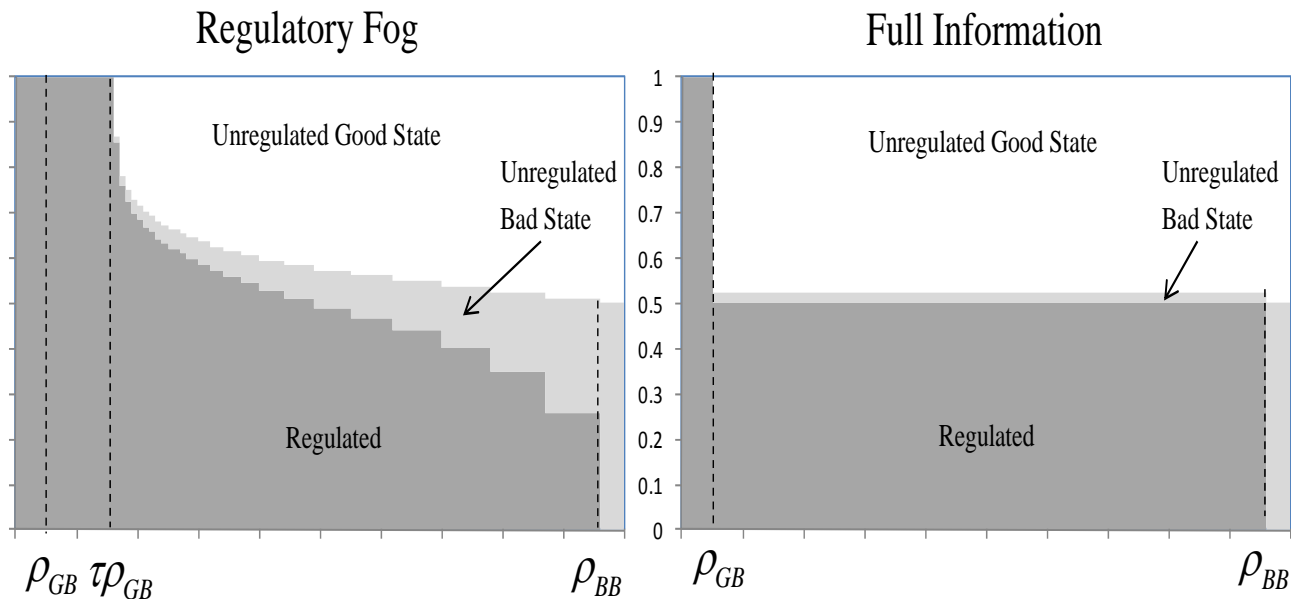 Regulatory Fog
Full Information
Unregulated Good State
Unregulated
Bad State
Regulated
ρGB τρGB ρBB
1
0.9
0.8
0.7
0.6
0.5
0.4
0.3
0.2
0.1
0
Unregulated Good State
Unregulated
Bad State
Regulated
ρGB ρBB